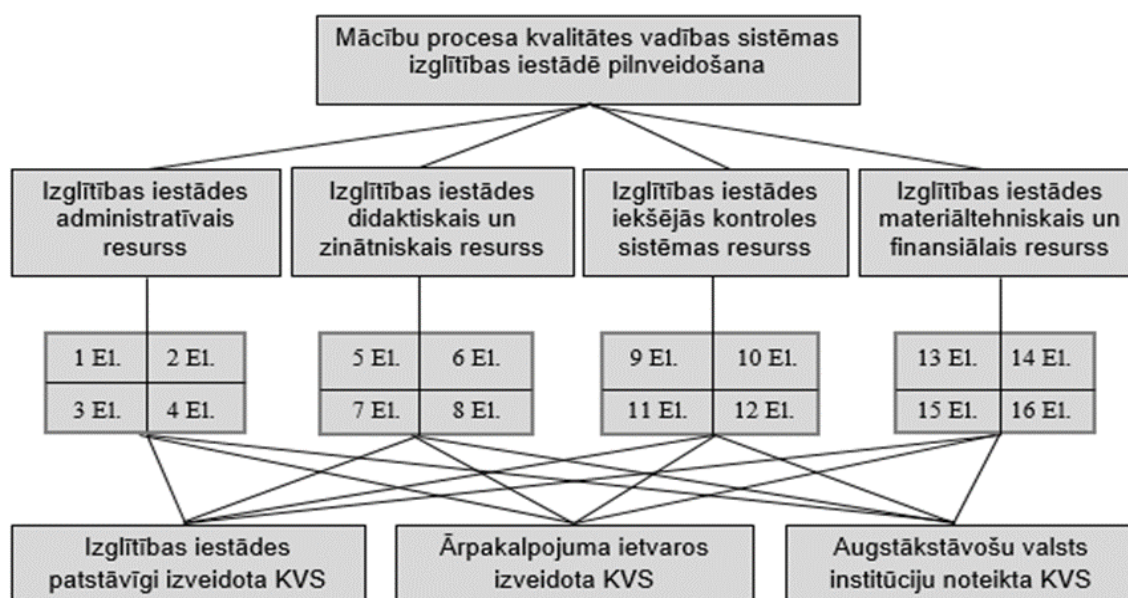 Mācību procesa kvalitātes vadības sistēmas
izglītības iestādē pilnveidošana
Izglītības iestādes
administratīvais
resurss
Izglītības iestādes
didaktiskais un
zinātniskais resurss
Izglītības iestādes
iekšējās kontroles
sistēmas resurss
Izglītības iestādes
materiāltehniskais un
finansiālais resurss
1 El. 2 El.
3 El. 4 El.
5 El. 6 El.
7 El. 8 El.
9 El. 10 El.
11 El. 12 El.
13 El. 14 El.
15 El. 16 El.
Izglītības iestādes
patstāvīgi izveidota KVS
Ārpakalpojuma ietvaros
izveidota KVS
Augstākstāvošu valsts
institūciju noteikta KVS